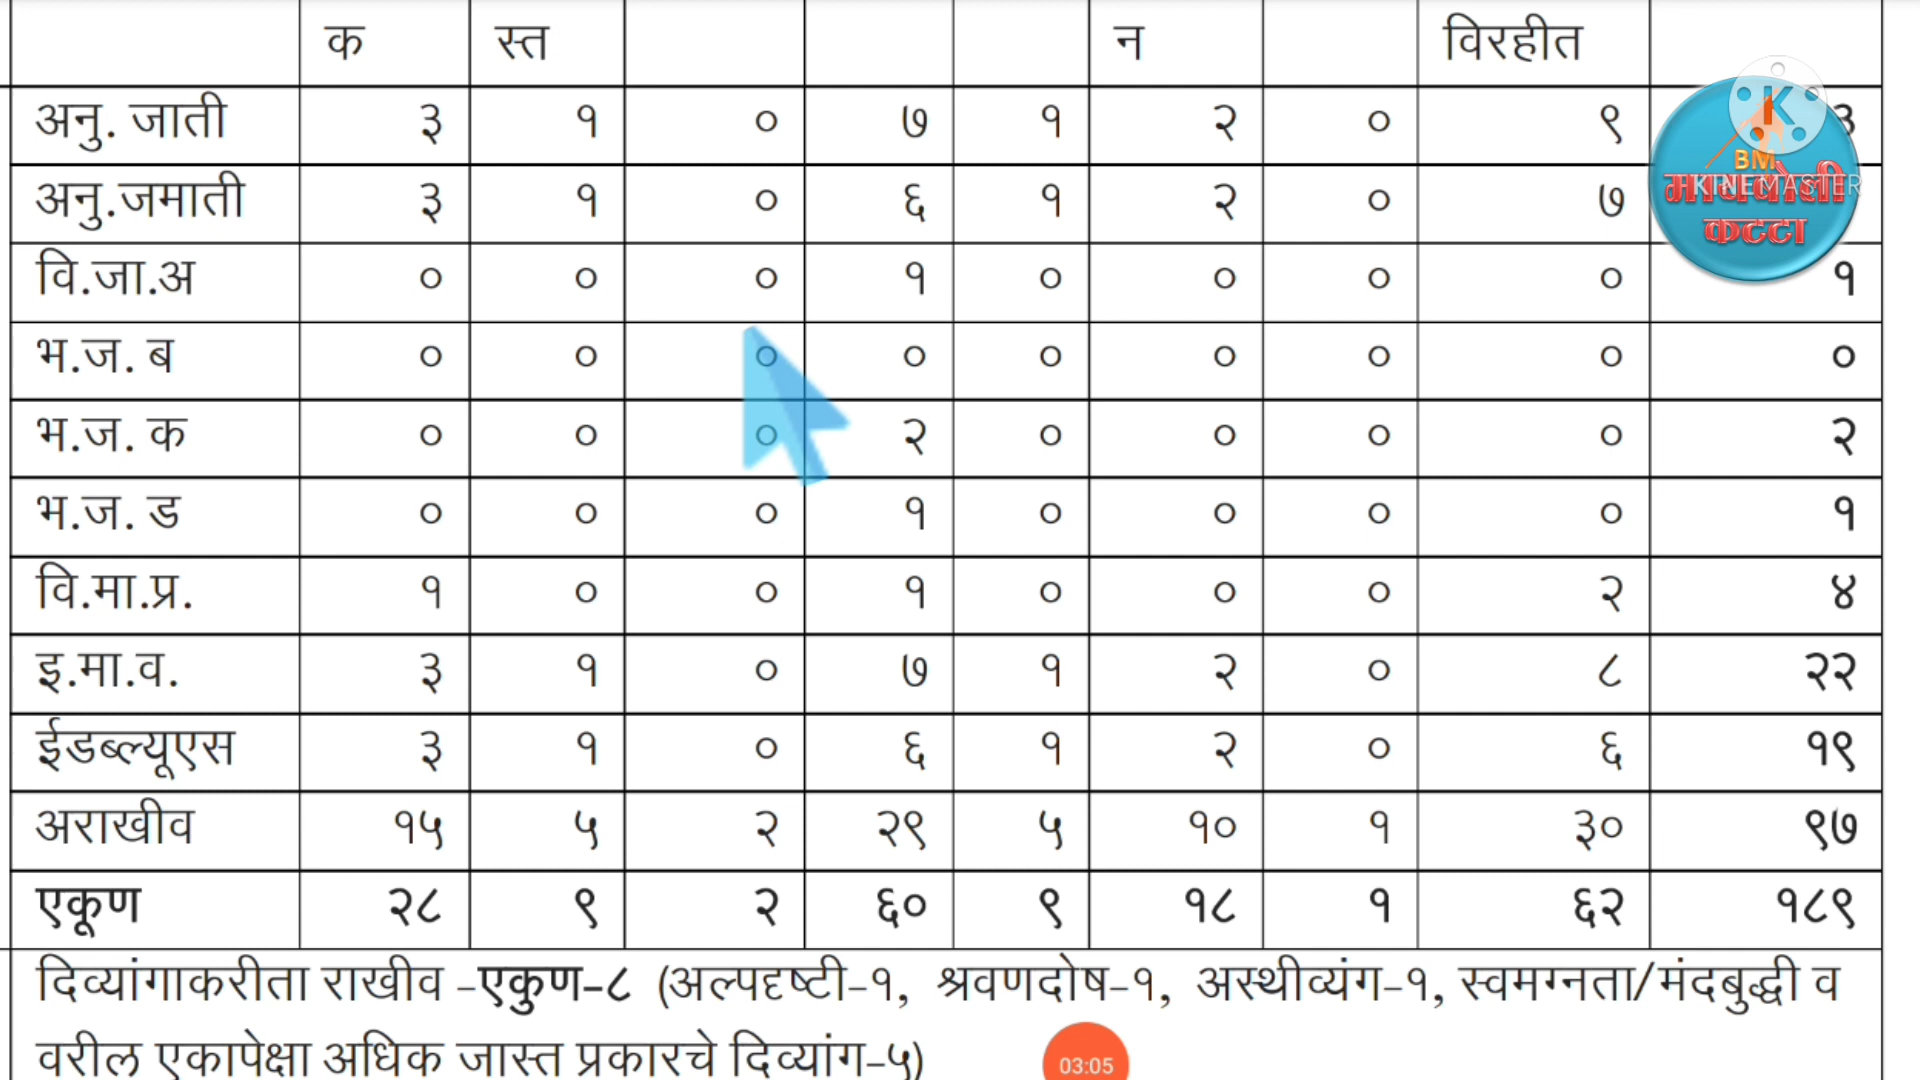 क स्त न विरहीत
अनु. जाती ३ १ ० ७ १ २ ० ९ ३
अनु.जमाती ३ १ ० ६ १ २ ० ७
वि.जा.अ ० ० ० १ ० ० ० ० १
भ.ज. ब ० ० ० ० ० ० ० ० ०
भ.ज. क ० ० ० २ ० ० ० ० २
भ.ज. ड ० ० ० १ ० ० ० ० १
वि.मा.प्र. १ ० ० १ ० ० ० २ ४
इ.मा.व. ३ १ ० ७ १ २ ० ८ २२
ईडब्ल्यूएस ३ १ ० ६ १ २ ० ६ १९
अराखीव १५ ५ २ २९ ५ १० १ ३० ९७
एकूण २८ ९ २ ६० ९ १८ १ ६२ १८९
दिव्यांगाकरीता राखीव -एकुण-८ (अल्पदृष्टी-१, श्रवणदोष-१, अस्थीव्यंग-१, स्वमग्नता/मंदबुद्धी व
वरील एकापेक्षा अधिक जास्त प्रकारचे दिव्यांग-५)
03:05
K
BM
KINEMASTER
कटटा